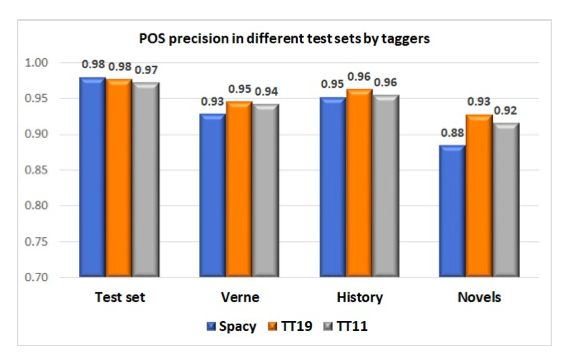 POS precision in different test sets by taggers
1.00
0.95
0.90
0.85
0.80
0.75
0.70
0.98 0.98 0.97
0.93 0.95 0.94
0.95 0.96 0.96
0.88 0.93 0.92
Test set Verne History Novels
Spacy TT19 TT11